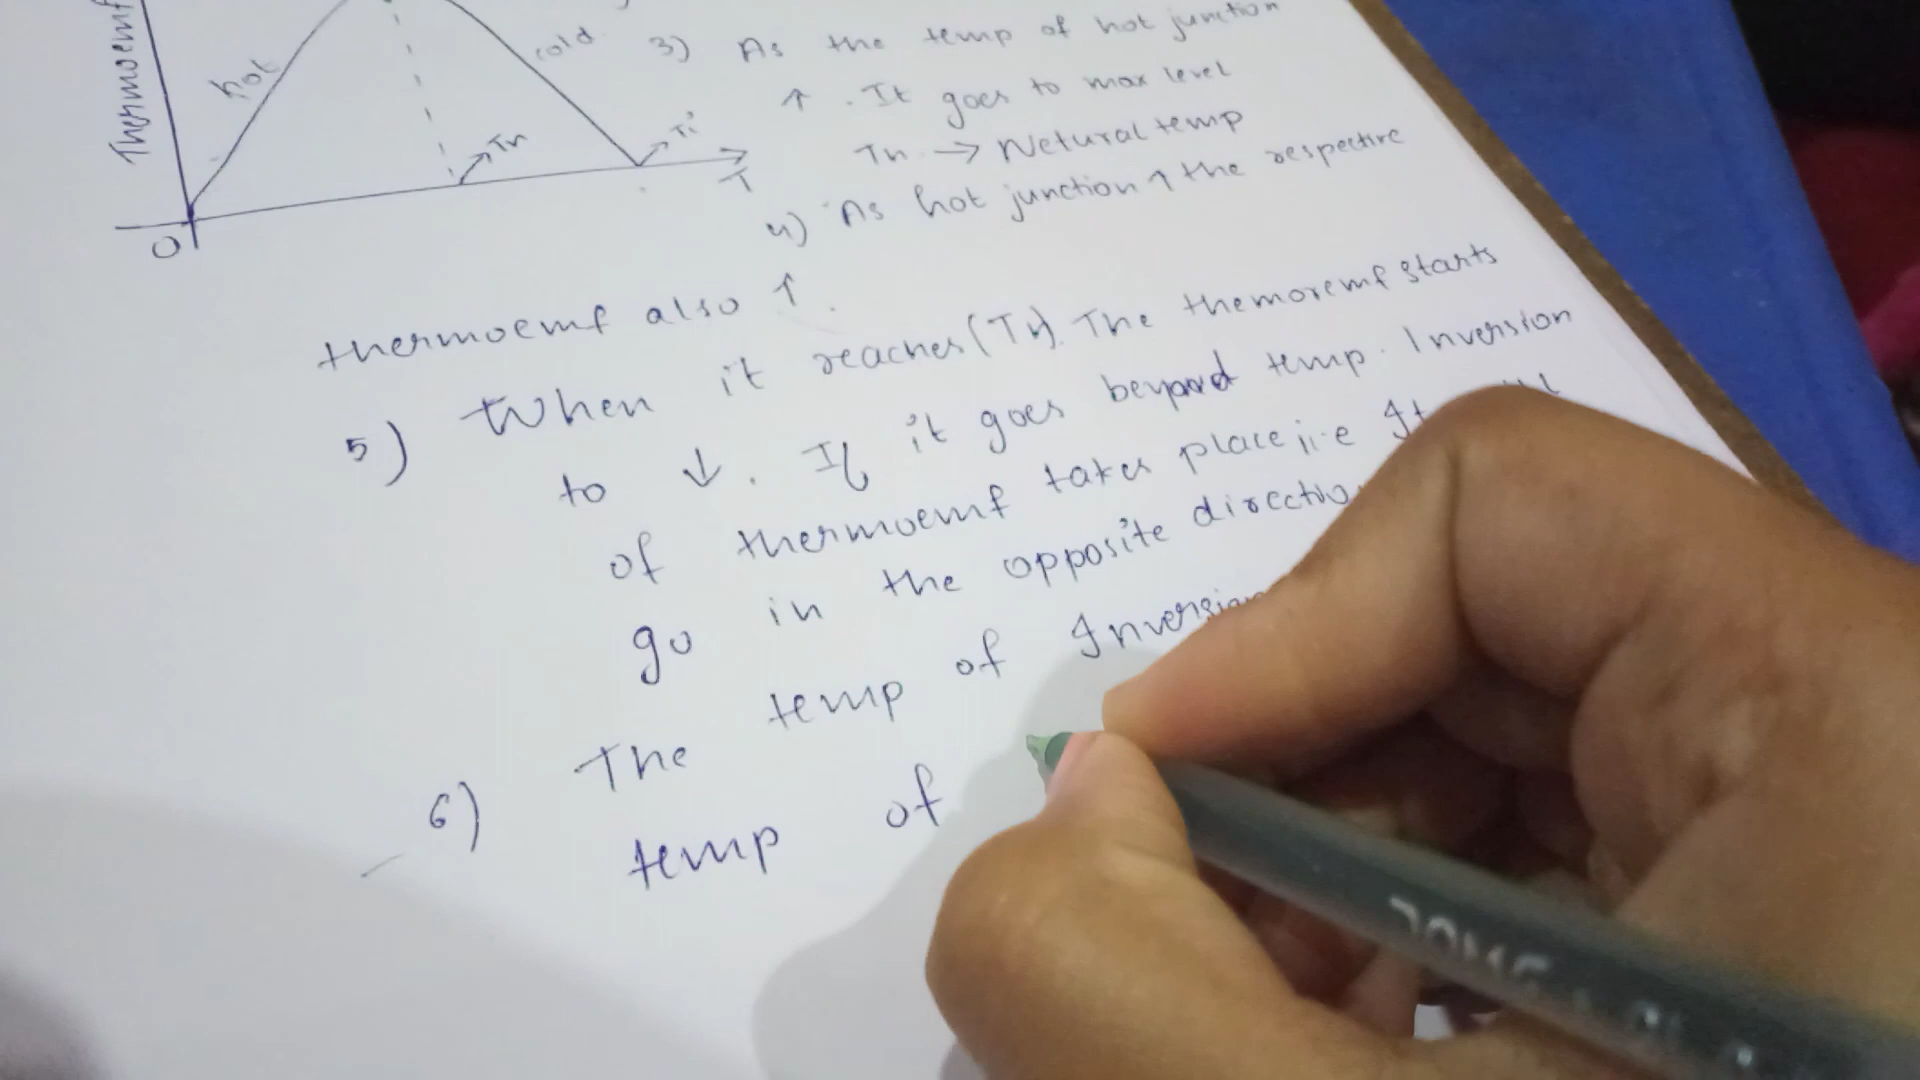 Thermoemf
hot
cold
Tn
Ti
T
O
3) As the temp of hot junction
↑ . It goes to max level
Tn → Netural temp
4) As hot junction ↑ the respective
thermoemf also ↑ .
5) When it reaches (Tn). The themoremf starts
to ↓ . If it goes beyond temp. Inversion
of thermoemf takes place i.e It
go in the opposite directio
6) The temp of Inversion
temp of